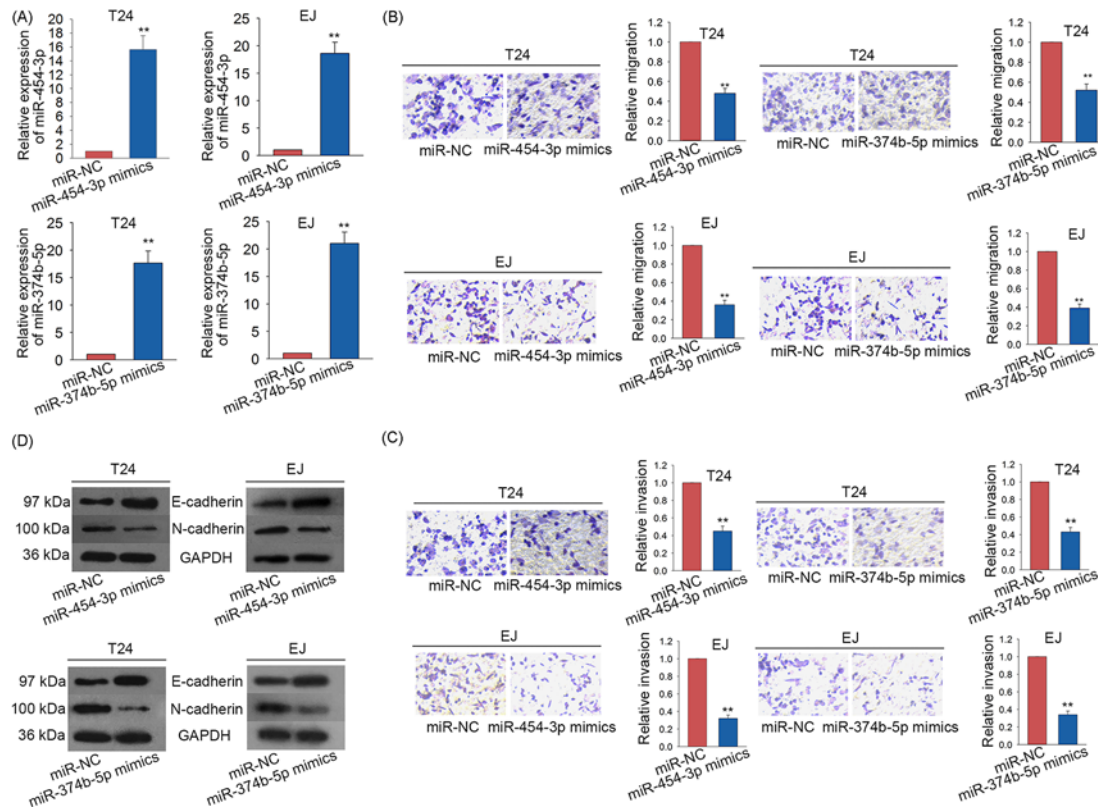 (A)
T24
Relative expression
of miR-454-3p
18
16
14
12
10
8
6
4
2
0
**
miR-NC
miR-454-3p mimics
EJ
Relative expression
of miR-454-3p
25
20
15
10
5
0
**
miR-NC
miR-454-3p mimics
T24
Relative expression
of miR-374b-5p
25
20
15
10
5
0
**
miR-NC
miR-374b-5p mimics
EJ
Relative expression
of miR-374b-5p
25
20
15
10
5
0
**
miR-NC
miR-374b-5p mimics
(B)
T24
miR-NC
miR-454-3p mimics
Relative migration
1.2
1.0
0.8
0.6
0.4
0.2
0.0
T24
**
miR-NC
miR-454-3p mimics
T24
miR-NC
miR-374b-5p mimics
Relative migration
1.2
1.0
0.8
0.6
0.4
0.2
0.0
T24
**
miR-NC
miR-374b-5p mimics
EJ
miR-NC
miR-454-3p mimics
Relative migration
1.2
1.0
0.8
0.6
0.4
0.2
0.0
EJ
**
miR-NC
miR-454-3p mimics
EJ
miR-NC
miR-374b-5p mimics
Relative migration
1.2
1.0
0.8
0.6
0.4
0.2
0.0
EJ
**
miR-NC
miR-374b-5p mimics
(D)
T24
EJ
97 kDa
E-cadherin
100 kDa
N-cadherin
36 kDa
GAPDH
miR-NC
miR-454-3p mimics
miR-NC
miR-454-3p mimics
T24
EJ
97 kDa
E-cadherin
100 kDa
N-cadherin
36 kDa
GAPDH
miR-NC
miR-374b-5p mimics
miR-NC
miR-374b-5p mimics
(C)
T24
miR-NC
miR-454-3p mimics
Relative invasion
1.2
1.0
0.8
0.6
0.4
0.2
0.0
T24
**
miR-NC
miR-454-3p mimics
T24
miR-NC
miR-374b-5p mimics
Relative invasion
1.2
1.0
0.8
0.6
0.4
0.2
0.0
T24
**
miR-NC
miR-374b-5p mimics
EJ
miR-NC
miR-454-3p mimics
Relative invasion
1.2
1.0
0.8
0.6
0.4
0.2
0.0
EJ
**
miR-NC
miR-454-3p mimics
EJ
miR-NC
miR-374b-5p mimics
Relative invasion
1.2
1.0
0.8
0.6
0.4
0.2
0.0
EJ
**
miR-NC
miR-374b-5p mimics